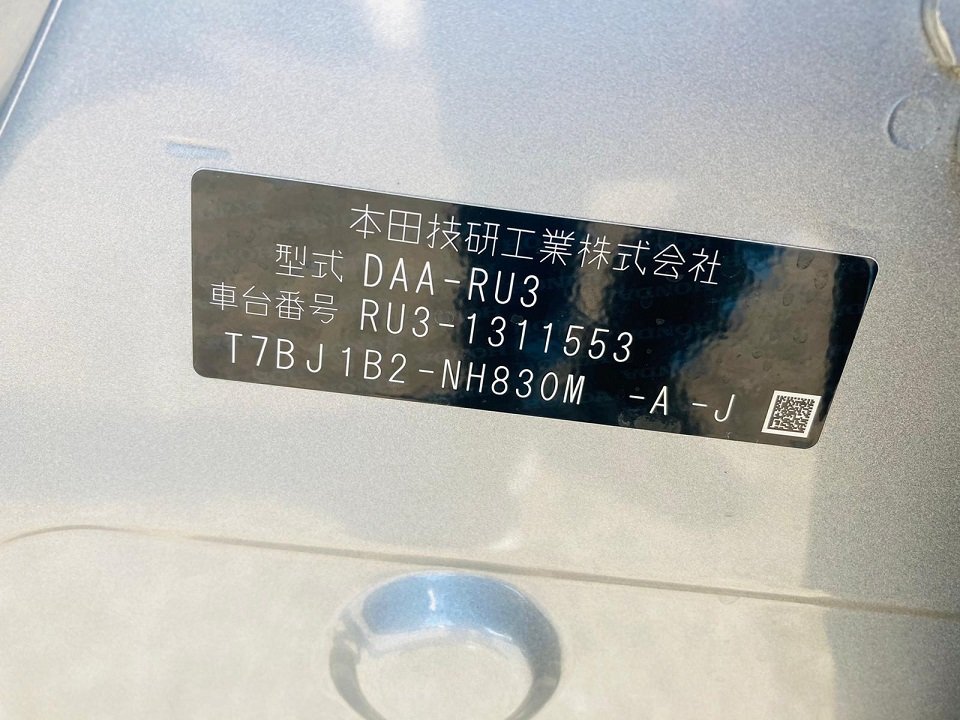 本田技研工業株式会社
型式 DAA-RU3
車台番号 RU3-1311553
T7BJ1B2-NH830M -A-J